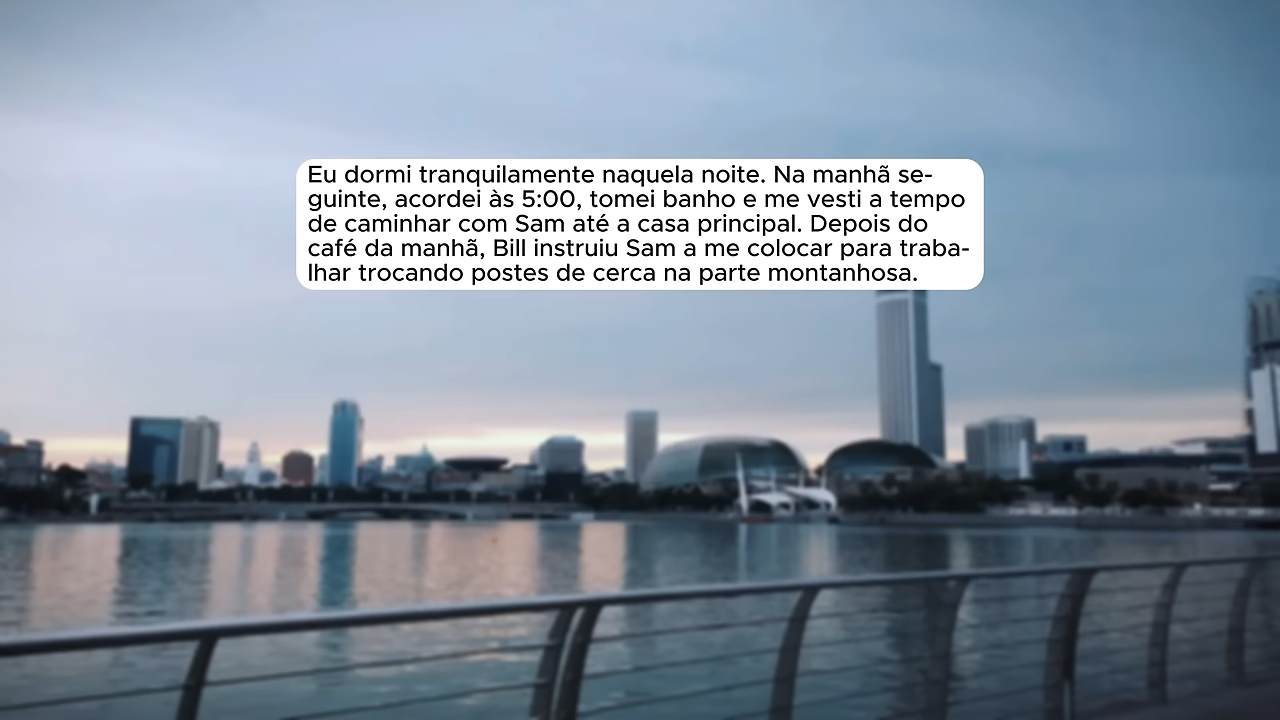 Eu dormi tranquilamente naquela noite. Na manhã se-
guinte, acordei às 5:00, tomei banho e me vesti a tempo
de caminhar com Sam até a casa principal. Depois do
café da manhã, Bill instruiu Sam a me colocar para traba-
lhar trocando postes de cerca na parte montanhosa.